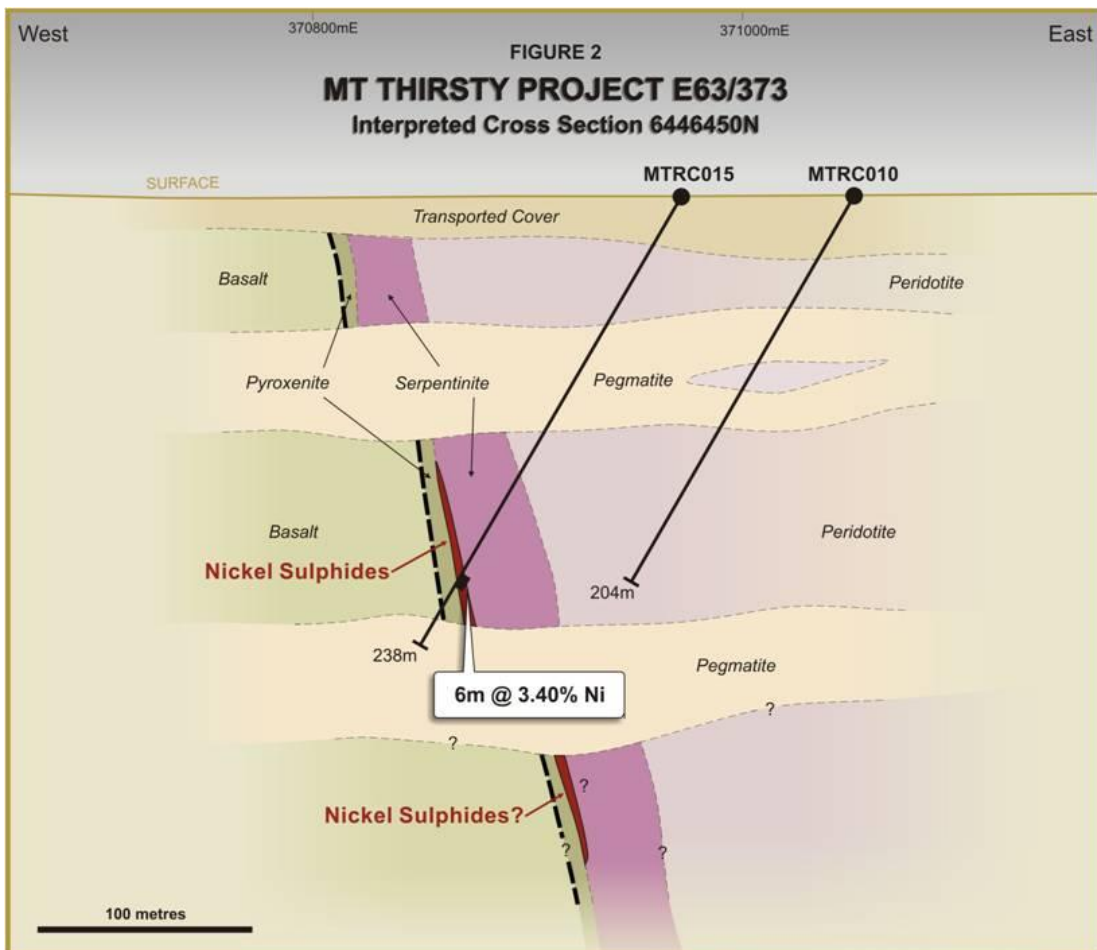 West
370800mE
371000mE
East
FIGURE 2
MT THIRSTY PROJECT E63/373
Interpreted Cross Section 6446450N
SURFACE
MTRC015
MTRC010
Transported Cover
Basalt
Peridotite
Pyroxenite
Serpentinite
Pegmatite
Basalt
Peridotite
Nickel Sulphides
204m
238m
Pegmatite
6m @ 3.40% Ni
?
?
?
Nickel Sulphides?
?
?
100 metres